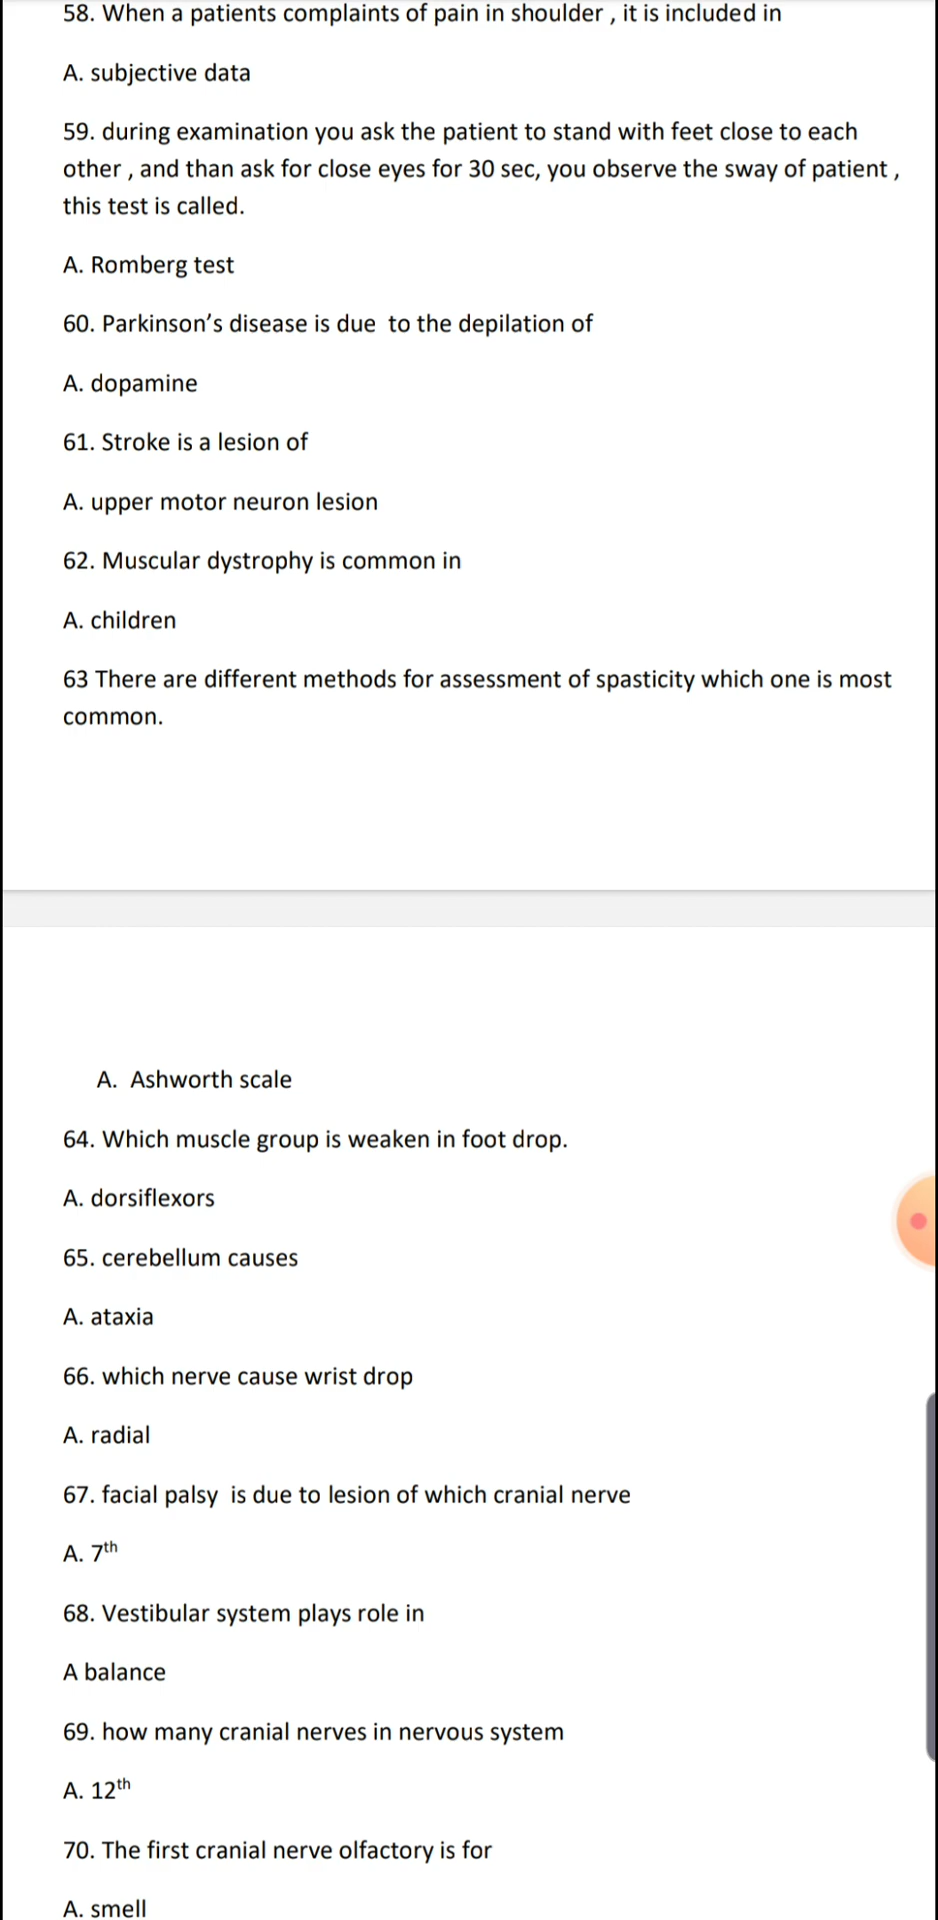 58. When a patients complaints of pain in shoulder , it is included in
A. subjective data
59. during examination you ask the patient to stand with feet close to each
other , and than ask for close eyes for 30 sec, you observe the sway of patient ,
this test is called.
A. Romberg test
60. Parkinson’s disease is due  to the depilation of
A. dopamine
61. Stroke is a lesion of
A. upper motor neuron lesion
62. Muscular dystrophy is common in
A. children
63 There are different methods for assessment of spasticity which one is most
common.
A. Ashworth scale
64. Which muscle group is weaken in foot drop.
A. dorsiflexors
65. cerebellum causes
A. ataxia
66. which nerve cause wrist drop
A. radial
67. facial palsy  is due to lesion of which cranial nerve
A. 7th
68. Vestibular system plays role in
A balance
69. how many cranial nerves in nervous system
A. 12th
70. The first cranial nerve olfactory is for
A. smell